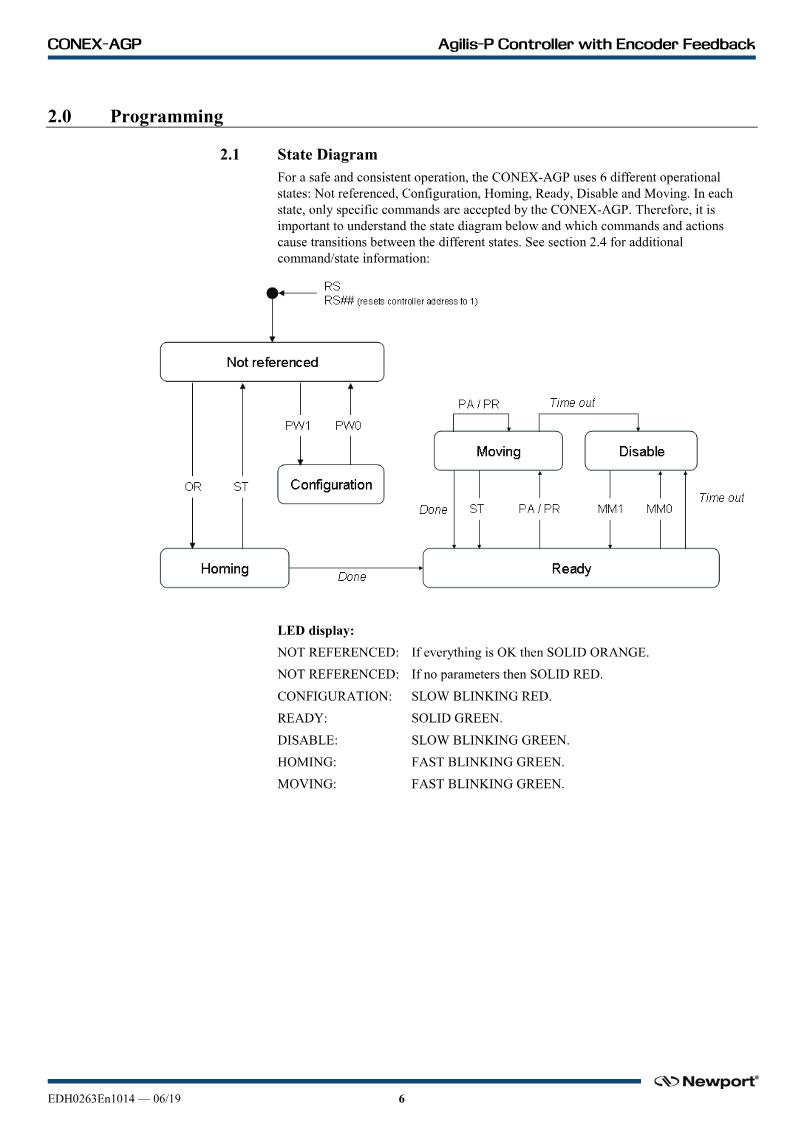 CONEX-AGP Agilis-P Controller with Encoder Feedback
2.0 Programming
2.1 State Diagram
For a safe and consistent operation, the CONEX-AGP uses 6 different operational
states: Not referenced, Configuration, Homing, Ready, Disable and Moving. In each
state, only specific commands are accepted by the CONEX-AGP. Therefore, it is
important to understand the state diagram below and which commands and actions
cause transitions between the different states. See section 2.4 for additional
command/state information:
RS
RS## (resets controller address to 1)
Not referenced
PA / PR Time out
PW1 PW0
Moving Disable
Configuration
OR ST
Done ST PA / PR MM1 MM0 Time out
Homing Done Ready
LED display:
NOT REFERENCED: If everything is OK then SOLID ORANGE.
NOT REFERENCED: If no parameters then SOLID RED.
CONFIGURATION: SLOW BLINKING RED.
READY: SOLID GREEN.
DISABLE: SLOW BLINKING GREEN.
HOMING: FAST BLINKING GREEN.
MOVING: FAST BLINKING GREEN.
Newport®
EDH0263En1014 — 06/19 6